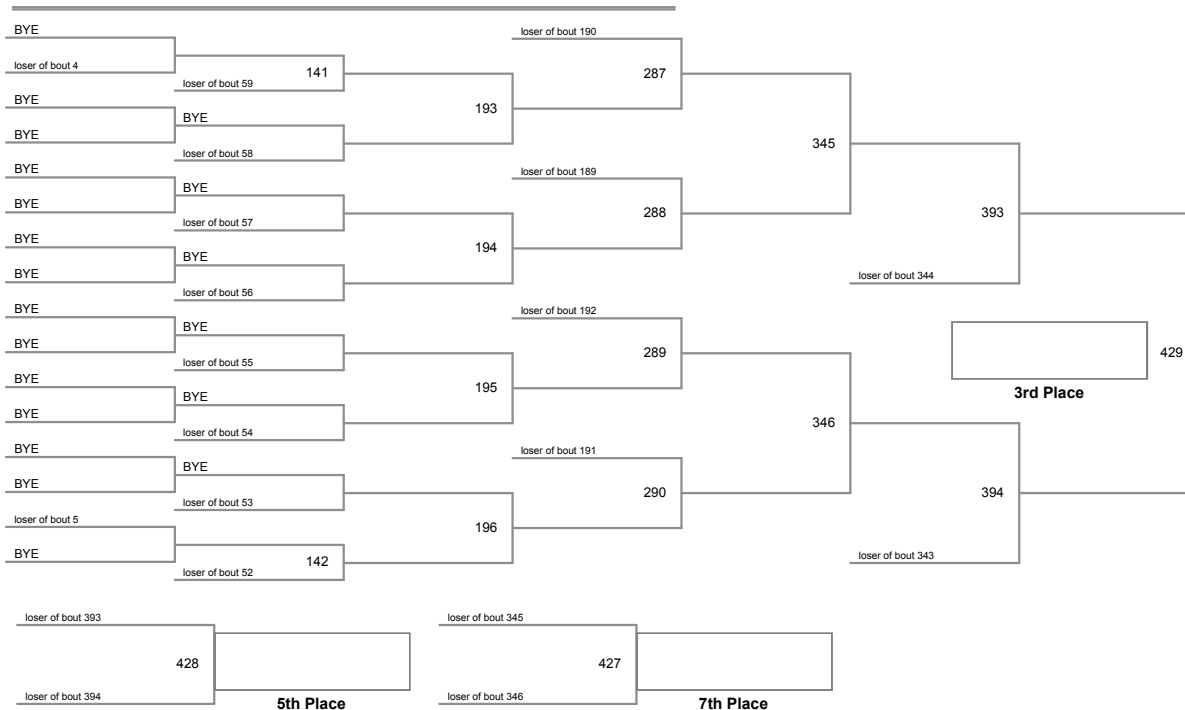 BYE
loser of bout 190
loser of bout 4
141
287
loser of bout 59
BYE
193
BYE
BYE
loser of bout 58
345
BYE
BYE
loser of bout 189
BYE
288
393
loser of bout 57
BYE
194
BYE
BYE
loser of bout 344
loser of bout 56
BYE
BYE
loser of bout 192
BYE
289
429
loser of bout 55
BYE
195
3rd Place
BYE
BYE
346
loser of bout 54
BYE
BYE
loser of bout 191
BYE
290
394
loser of bout 53
loser of bout 5
196
BYE
142
loser of bout 343
loser of bout 52
loser of bout 393
loser of bout 345
428
427
loser of bout 394
5th Place
loser of bout 346
7th Place